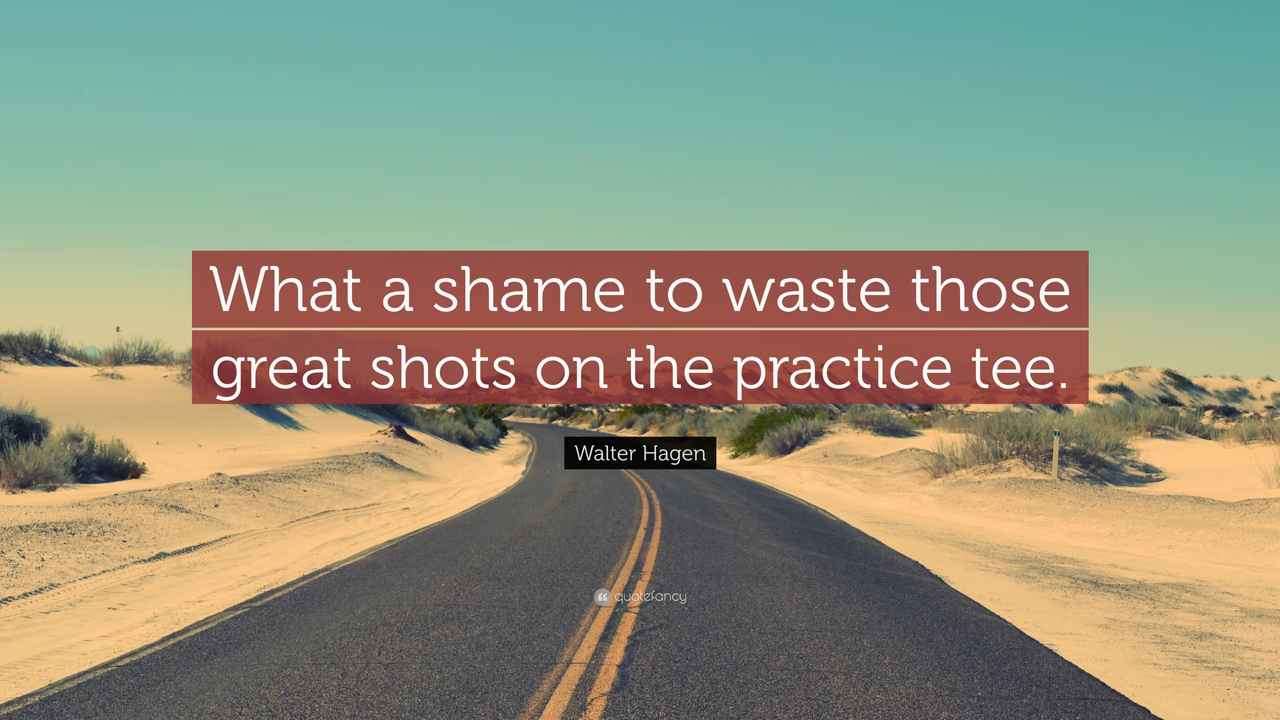 What a shame to waste those
great shots on the practice tee.
Walter Hagen
quotefancy